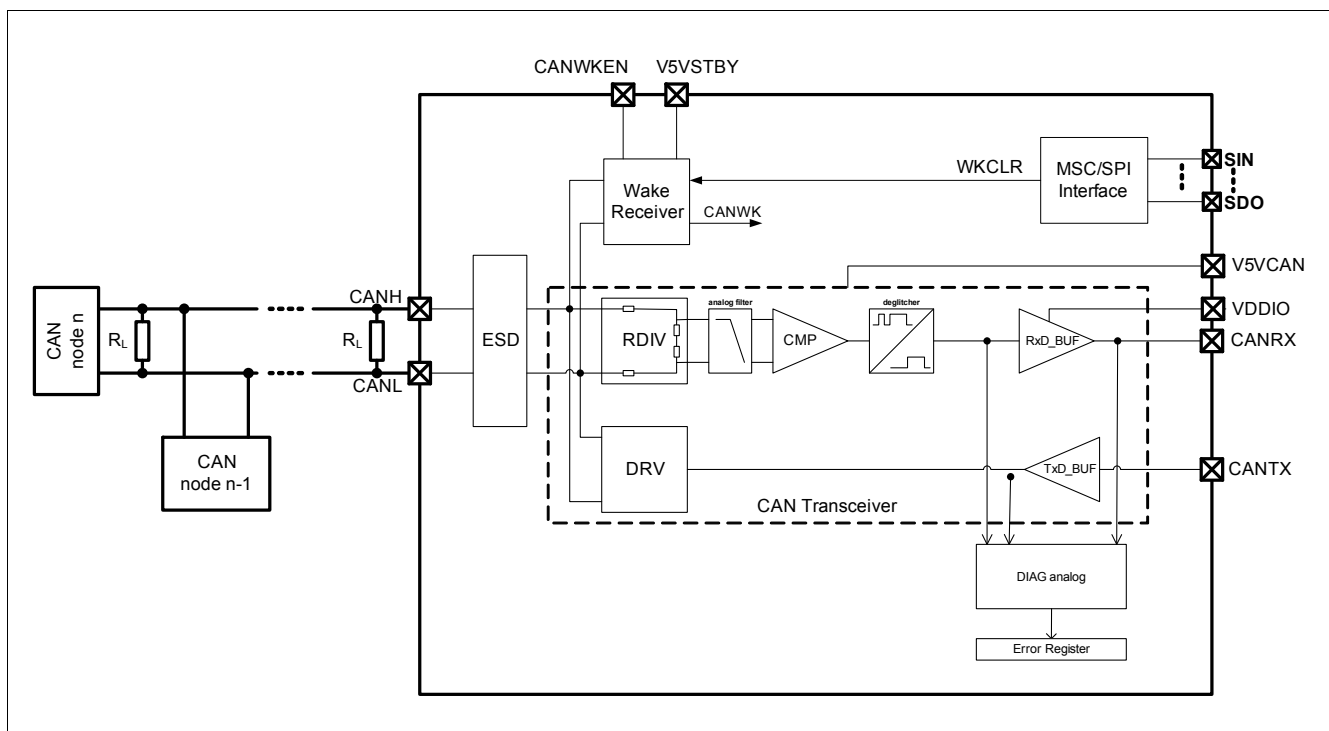 CANWKEN V5VSTBY
SIN
SDO
Wake
Receiver
WKCLR
MSC/SPI
Interface
CANWK
V5VCAN
VDDIO
CANRX
CANTX
CAN
node n
RL
RL
CANH
CANL
CAN
node n-1
ESD
RDIV
analog filter
CMP
deglitcher
RxD_BUF
DRV
TxD_BUF
CAN Transceiver
DIAG analog
Error Register